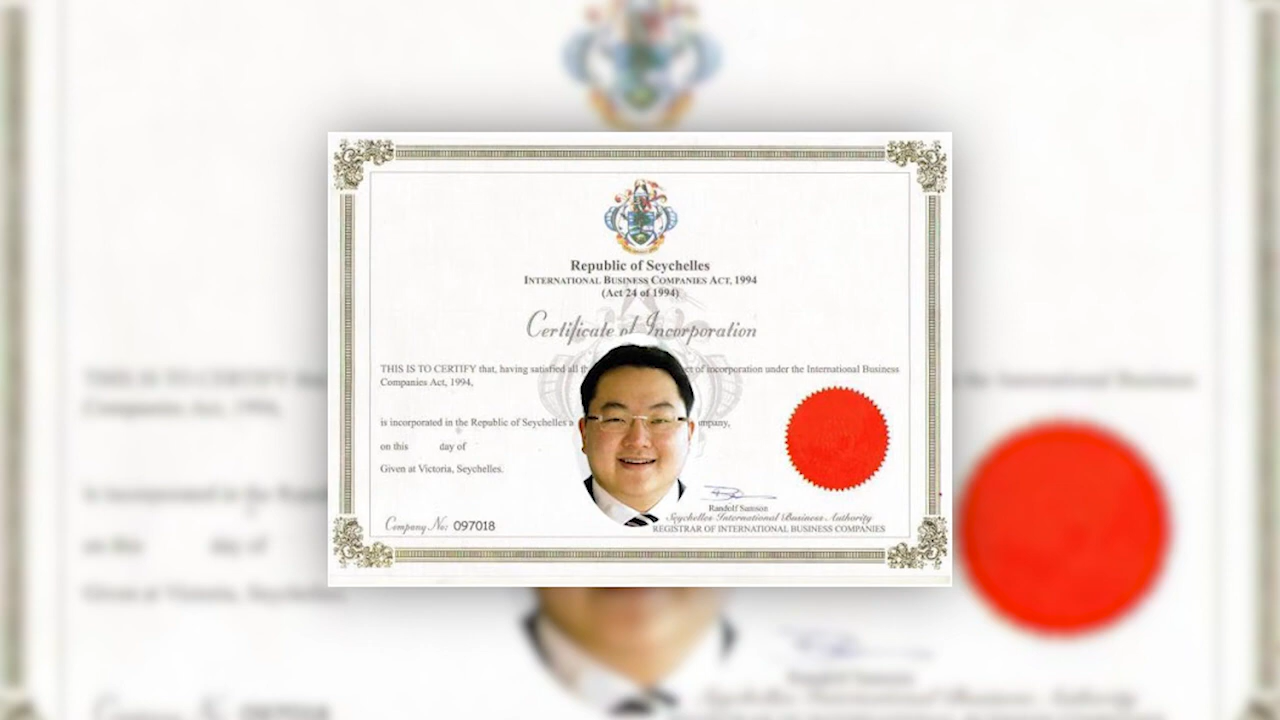 Republic of Seychelles
INTERNATIONAL BUSINESS COMPANIES ACT, 1994
(Act 24 of 1994)
Certificate of Incorporation
THIS IS TO CERTIFY that, having satisfied all ct of incorporation under the International Business
Companies Act, 1994,
is incorporated in the Republic of Seychelles
on this day of
Given at Victoria, Seychelles.
Randolf Samson
Seychelles International Business Authority
Company No: 097018
REGISTRAR OF INTERNATIONAL BUSINESS COMPANIES